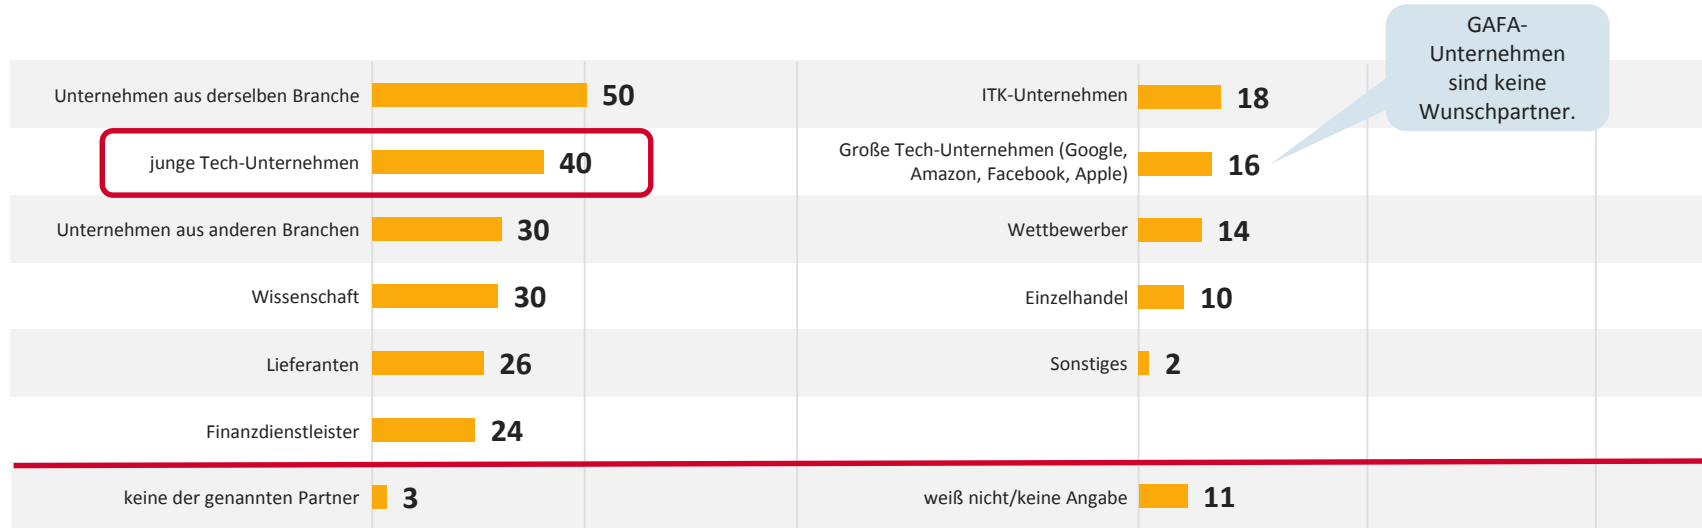 GAFA-
Unternehmen
sind keine
Wunschpartner.
Unternehmen aus derselben Branche 50
junge Tech-Unternehmen 40
Unternehmen aus anderen Branchen 30
Wissenschaft 30
Lieferanten 26
Finanzdienstleister 24
keine der genannten Partner 3
ITK-Unternehmen 18
Große Tech-Unternehmen (Google,
Amazon, Facebook, Apple) 16
Wettbewerber 14
Einzelhandel 10
Sonstiges 2
weiß nicht/keine Angabe 11